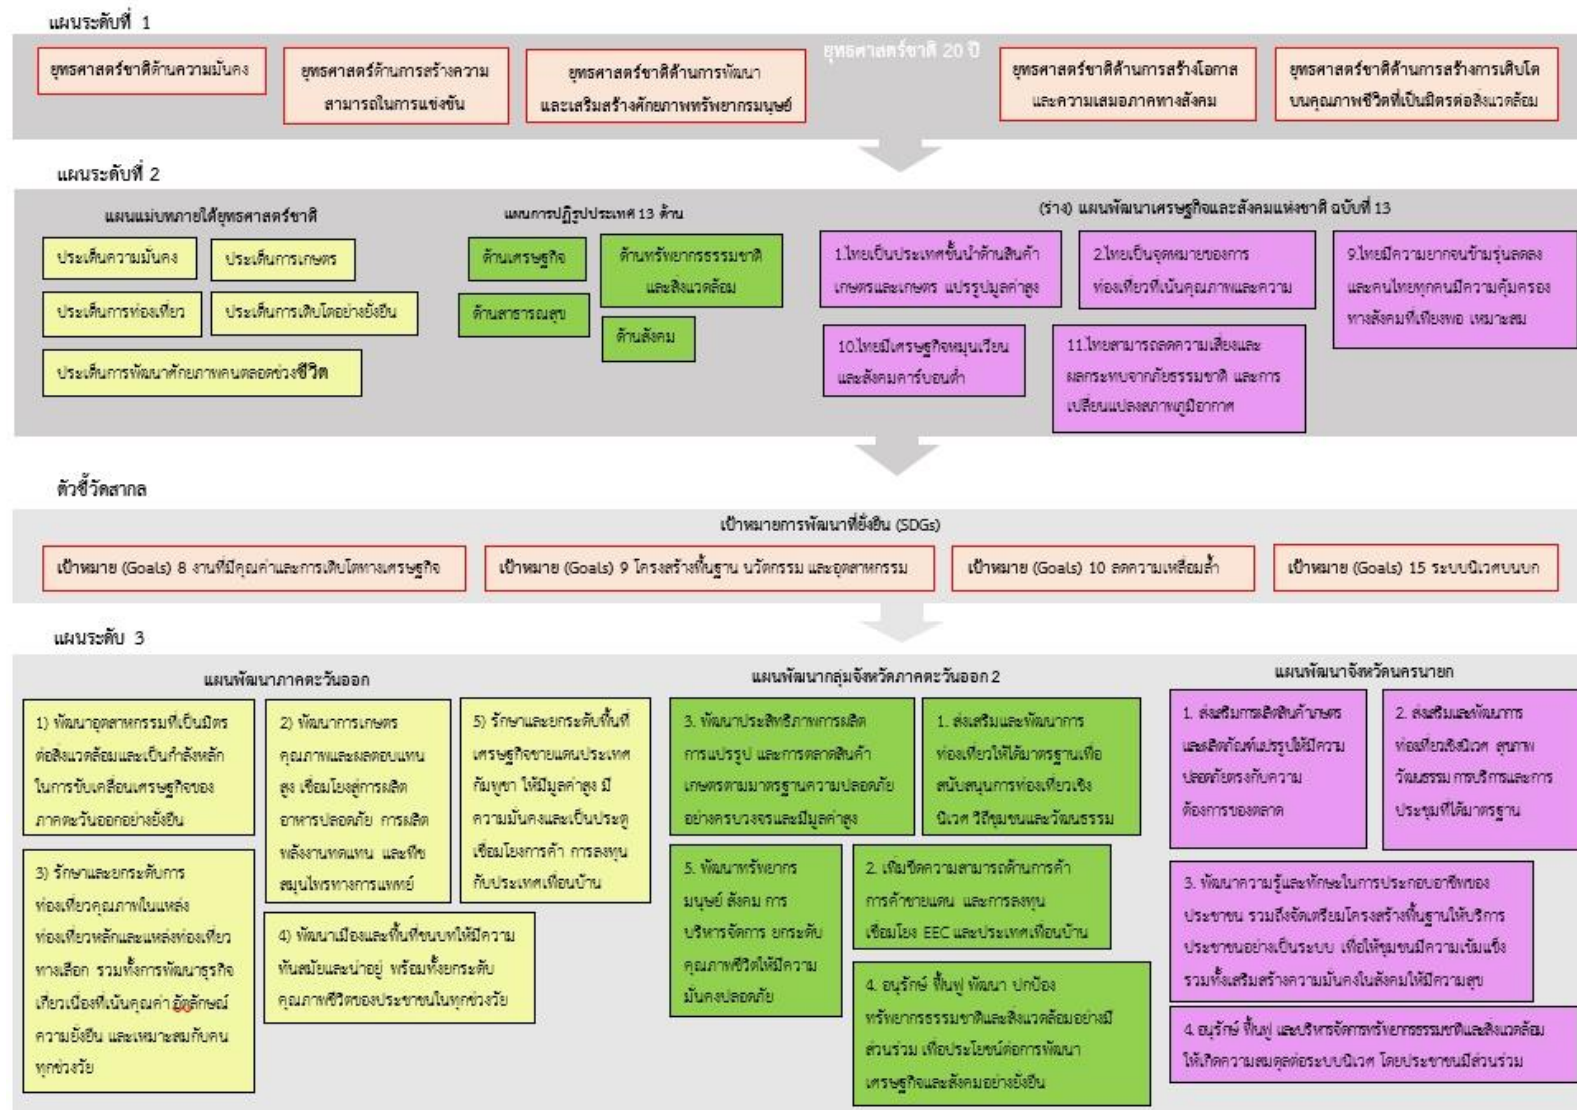 แผนระดับที่ 1
ยุทธศาสตร์ชาติ 20 ปี
ยุทธศาสตร์ชาติด้านความมั่นคง
ยุทธศาสตร์ด้านการสร้างความ
สามารถในการแข่งขัน
ยุทธศาสตร์ชาติด้านการพัฒนา
และเสริมสร้างศักยภาพทรัพยากรมนุษย์
ยุทธศาสตร์ชาติด้านการสร้างโอกาส
และความเสมอภาคทางสังคม
ยุทธศาสตร์ชาติด้านการสร้างการเติบโต
บนคุณภาพชีวิตที่เป็นมิตรต่อสิ่งแวดล้อม
แผนระดับที่ 2
แผนแม่บทภายใต้ยุทธศาสตร์ชาติ
ประเด็นความมั่นคง
ประเด็นการเกษตร
ประเด็นการท่องเที่ยว
ประเด็นการเติบโตอย่างยั่งยืน
ประเด็นการพัฒนาศักยภาพคนตลอดช่วงชีวิต
แผนการปฏิรูปประเทศ 13 ด้าน
ด้านเศรษฐกิจ
ด้านทรัพยากรธรรมชาติ
และสิ่งแวดล้อม
ด้านสาธารณสุข
ด้านสังคม
(ร่าง) แผนพัฒนาเศรษฐกิจและสังคมแห่งชาติ ฉบับที่ 13
1.ไทยเป็นประเทศชั้นนำด้านสินค้า
เกษตรและเกษตร แปรรูปมูลค่าสูง
2.ไทยเป็นจุดหมายของการ
ท่องเที่ยวที่เน้นคุณภาพและความ
9.ไทยมีความยากจนข้ามรุ่นลดลง
และคนไทยทุกคนมีความคุ้มครอง
ทางสังคมที่เพียงพอ เหมาะสม
10.ไทยมีเศรษฐกิจหมุนเวียน
และสังคมคาร์บอนต่ำ
11.ไทยสามารถลดความเสี่ยงและ
ผลกระทบจากภัยธรรมชาติ และการ
เปลี่ยนแปลงสภาพภูมิอากาศ
ตัวชี้วัดสากล
เป้าหมายการพัฒนาที่ยั่งยืน (SDGs)
เป้าหมาย (Goals) 8 งานที่มีคุณค่าและการเติบโตทางเศรษฐกิจ
เป้าหมาย (Goals) 9 โครงสร้างพื้นฐาน นวัตกรรม และอุตสาหกรรม
เป้าหมาย (Goals) 10 ลดความเหลื่อมล้ำ
เป้าหมาย (Goals) 15 ระบบนิเวศบนบก
แผนระดับ 3
แผนพัฒนาภาคตะวันออก
1) พัฒนาอุตสาหกรรมที่เป็นมิตร
ต่อสิ่งแวดล้อมและเป็นกำลังหลัก
ในการขับเคลื่อนเศรษฐกิจของ
ภาคตะวันออกอย่างยั่งยืน
2) พัฒนาการเกษตร
คุณภาพและผลตอบแทน
สูง เชื่อมโยงสู่การผลิต
อาหารปลอดภัย การผลิต
พลังงานทดแทน และพืช
สมุนไพรทางการแพทย์
5) รักษาและยกระดับพื้นที่
เศรษฐกิจชายแดนประเทศ
กัมพูชา ให้มีมูลค่าสูง มี
ความมั่นคงและเป็นประตู
เชื่อมโยงการค้า การลงทุน
กับประเทศเพื่อนบ้าน
3) รักษาและยกระดับการ
ท่องเที่ยวคุณภาพในแหล่ง
ท่องเที่ยวหลักและแหล่งท่องเที่ยว
ทางเลือก รวมทั้งการพัฒนาธุรกิจ
เกี่ยวเนื่องที่เน้นคุณค่า อัตลักษณ์
ความยั่งยืน และเหมาะสมกับคน
ทุกช่วงวัย
4) พัฒนาเมืองและพื้นที่ชนบทให้มีความ
ทันสมัยและน่าอยู่ พร้อมทั้งยกระดับ
คุณภาพชีวิตของประชาชนในทุกช่วงวัย
แผนพัฒนากลุ่มจังหวัดภาคตะวันออก 2
3. พัฒนาประสิทธิภาพการผลิต
การแปรรูป และการตลาดสินค้า
เกษตรตามมาตรฐานความปลอดภัย
อย่างครบวงจรและมีมูลค่าสูง
1. ส่งเสริมและพัฒนาการ
ท่องเที่ยวให้ได้มาตรฐานเพื่อ
สนับสนุนการท่องเที่ยวเชิง
นิเวศ วิถีชุมชนและวัฒนธรรม
5. พัฒนาทรัพยากร
มนุษย์ สังคม การ
บริหารจัดการ ยกระดับ
คุณภาพชีวิตให้มีความ
มั่นคงปลอดภัย
2. เพิ่มขีดความสามารถด้านการค้า
การค้าชายแดน และการลงทุน
เชื่อมโยง EEC และประเทศเพื่อนบ้าน
4. อนุรักษ์ ฟื้นฟู พัฒนา ปกป้อง
ทรัพยากรธรรมชาติและสิ่งแวดล้อมอย่างมี
ส่วนร่วม เพื่อประโยชน์ต่อการพัฒนา
เศรษฐกิจและสังคมอย่างยั่งยืน
แผนพัฒนาจังหวัดนครนายก
1. ส่งเสริมการผลิตสินค้าเกษตร
และผลิตภัณฑ์แปรรูปให้มีความ
ปลอดภัยตรงกับความ
ต้องการของตลาด
2. ส่งเสริมและพัฒนาการ
ท่องเที่ยวเชิงนิเวศ สุขภาพ
วัฒนธรรม การบริการและการ
ประชุมที่ได้มาตรฐาน
3. พัฒนาความรู้และทักษะในการประกอบอาชีพของ
ประชาชน รวมถึงจัดเตรียมโครงสร้างพื้นฐานให้บริการ
ประชาชนอย่างเป็นระบบ เพื่อให้ชุมชนมีความเข้มแข็ง
รวมทั้งเสริมสร้างความมั่นคงในสังคมให้มีความสุข
4. อนุรักษ์ ฟื้นฟู และบริหารจัดการทรัพยากรธรรมชาติและสิ่งแวดล้อม
ให้เกิดความสมดุลต่อระบบนิเวศ โดยประชาชนมีส่วนร่วม